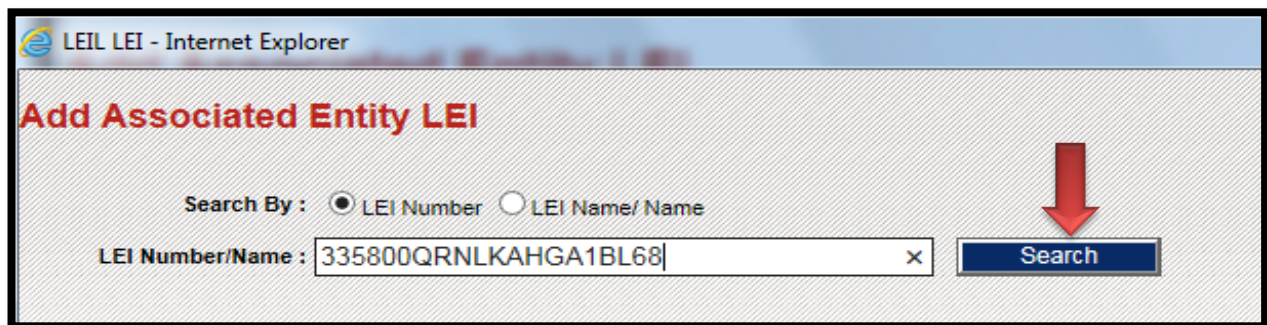 LEIL LEI - Internet Explorer
Add Associated Entity LEI
Search By : LEI Number LEI Name/ Name
LEI Number/Name : 335800QRNLKAHGA1BL68 × Search